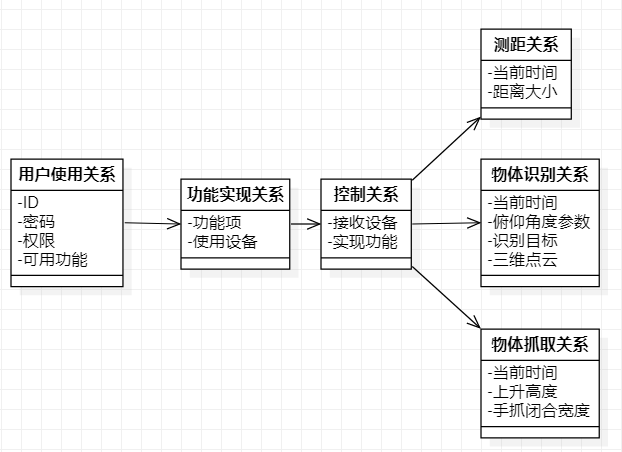 用户使用关系
-ID
-密码
-权限
-可用功能
功能实现关系
-功能项
-使用设备
控制关系
-接收设备
-实现功能
测距关系
-当前时间
-距离大小
物体识别关系
-当前时间
-俯仰角度参数
-识别目标
-三维点云
物体抓取关系
-当前时间
-上升高度
-手抓闭合宽度